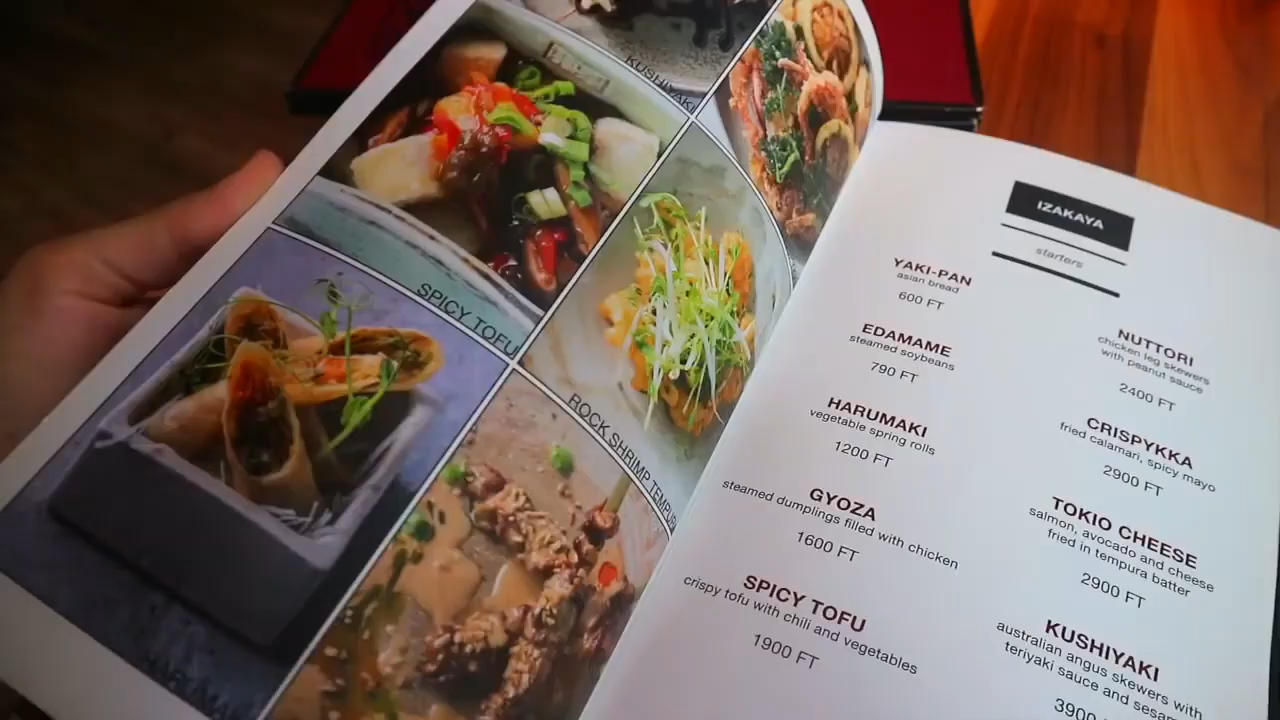 KUSHIYAKI
SPICY TOFU
ROCK SHRIMP
IZAKAYA
starters
YAKI-PAN
asian bread
600 FT
EDAMAME
steamed soybeans
790 FT
HARUMAKI
vegetable spring rolls
1200 FT
GYOZA
steamed dumplings filled with chicken
1600 FT
SPICY TOFU
crispy tofu with chili and vegetables
1900 FT
NUTTORI
chicken leg skewers
with peanut sauce
2400 FT
CRISPYKKA
fried calamari, spicy mayo
2900 FT
TOKIO CHEESE
salmon, avocado and cheese
fried in tempura batter
2900 FT
KUSHIYAKI
australian angus skewers with
teriyaki sauce and
3900